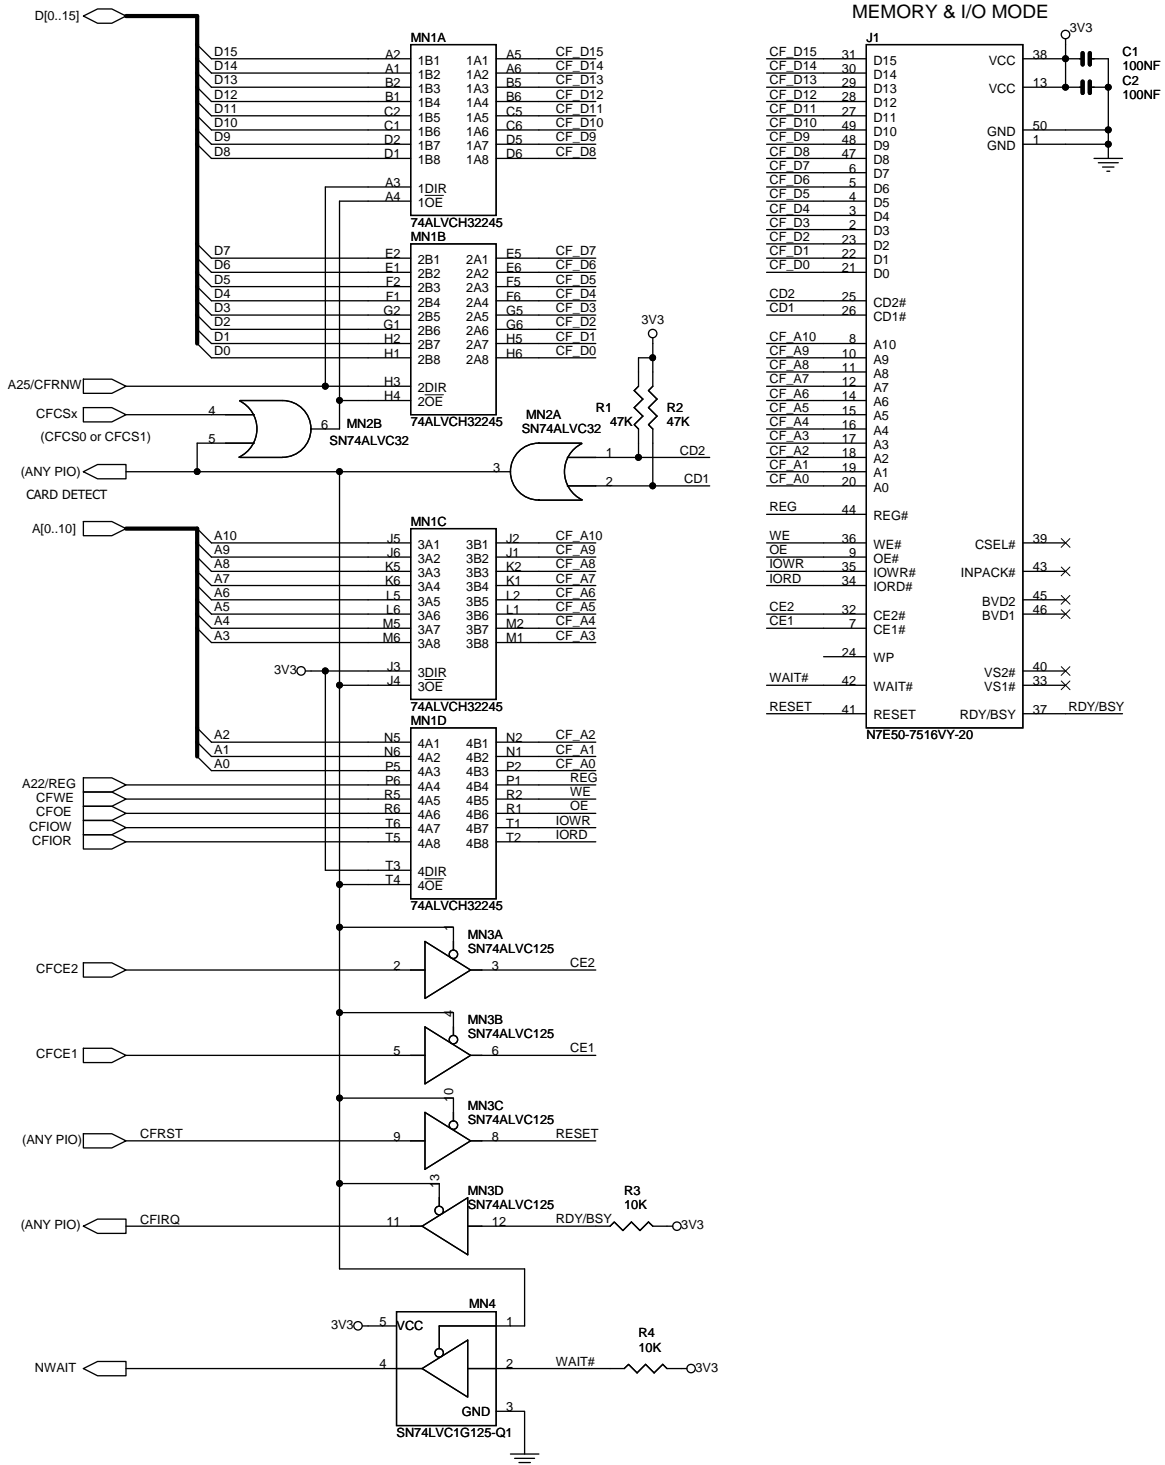 MEMORY & I/O MODE
D[0..15]
MN1A
D15 A2 1B1 1A1 A5 CF_D15
D14 A1 1B2 1A2 A6 CF_D14
D13 B2 1B3 1A3 B5 CF_D13
D12 B1 1B4 1A4 B6 CF_D12
D11 C2 1B5 1A5 C5 CF_D11
D10 C1 1B6 1A6 C6 CF_D10
D9 D2 1B7 1A7 D5 CF_D9
D8 D1 1B8 1A8 D6 CF_D8
A3 1DIR
A4 1OE
74ALVCH32245
MN1B
D7 E2 2B1 2A1 E5 CF_D7
D6 E1 2B2 2A2 E6 CF_D6
D5 F2 2B3 2A3 F5 CF_D5
D4 F1 2B4 2A4 F6 CF_D4
D3 G2 2B5 2A5 G5 CF_D3
D2 G1 2B6 2A6 G6 CF_D2
D1 H2 2B7 2A7 H5 CF_D1
D0 H1 2B8 2A8 H6 CF_D0
A25/CFRNW H3 2DIR
H4 2OE
74ALVCH32245
CFCSx 4
(CFCS0 or CFCS1)
5
6
MN2B
SN74ALVC32
3V3
R1
47K
R2
47K
MN2A
SN74ALVC32
1 CD2
2 CD1
3
(ANY PIO)
CARD DETECT
A[0..10]
MN1C
A10 J5 3A1 3B1 J2 CF_A10
A9 J6 3A2 3B2 J1 CF_A9
A8 K5 3A3 3B3 K2 CF_A8
A7 K6 3A4 3B4 K1 CF_A7
A6 L5 3A5 3B5 L2 CF_A6
A5 L6 3A6 3B6 L1 CF_A5
A4 M5 3A7 3B7 M2 CF_A4
A3 M6 3A8 3B8 M1 CF_A3
3V3 J3 3DIR
J4 3OE
74ALVCH32245
MN1D
A2 N5 4A1 4B1 N2 CF_A2
A1 N6 4A2 4B2 N1 CF_A1
A0 P5 4A3 4B3 P2 CF_A0
A22/REG P6 4A4 4B4 P1 REG
CFWE R5 4A5 4B5 R2 WE
CFOE R6 4A6 4B6 R1 OE
CFIOW T6 4A7 4B7 T1 IOWR
CFIOR T5 4A8 4B8 T2 IORD
T3 4DIR
T4 4OE
74ALVCH32245
1
MN3A
SN74ALVC125
CFCE2 2 3 CE2
4
MN3B
SN74ALVC125
CFCE1 5 6 CE1
10
MN3C
SN74ALVC125
(ANY PIO) CFRST 9 8 RESET
13
MN3D
SN74ALVC125
R3
10K
(ANY PIO) CFIRQ 11 12 RDY/BSY 3V3
MN4
3V3 5 VCC 1
R4
10K
NWAIT 4 2 WAIT# 3V3
GND 3
SN74LVC1G125-Q1
J1
3V3
CF_D15 31 D15 VCC 38
C1
100NF
CF_D14 30 D14
CF_D13 29 D13 VCC 13
C2
100NF
CF_D12 28 D12
CF_D11 27 D11
CF_D10 49 D10 GND 50
CF_D9 48 D9 GND 1
CF_D8 47 D8
CF_D7 6 D7
CF_D6 5 D6
CF_D5 4 D5
CF_D4 3 D4
CF_D3 2 D3
CF_D2 23 D2
CF_D1 22 D1
CF_D0 21 D0
CD2 25 CD2#
CD1 26 CD1#
CF_A10 8 A10
CF_A9 10 A9
CF_A8 11 A8
CF_A7 12 A7
CF_A6 14 A6
CF_A5 15 A5
CF_A4 16 A4
CF_A3 17 A3
CF_A2 18 A2
CF_A1 19 A1
CF_A0 20 A0
REG 44 REG#
WE 36 WE# CSEL# 39
OE 9 OE#
IOWR 35 IOWR# INPACK# 43
IORD 34 IORD#
BVD2 45
CE2 32 CE2# BVD1 46
CE1 7 CE1#
24 WP
VS2# 40
WAIT# 42 WAIT# VS1# 33
RESET 41 RESET RDY/BSY 37 RDY/BSY
N7E50-7516VY-20